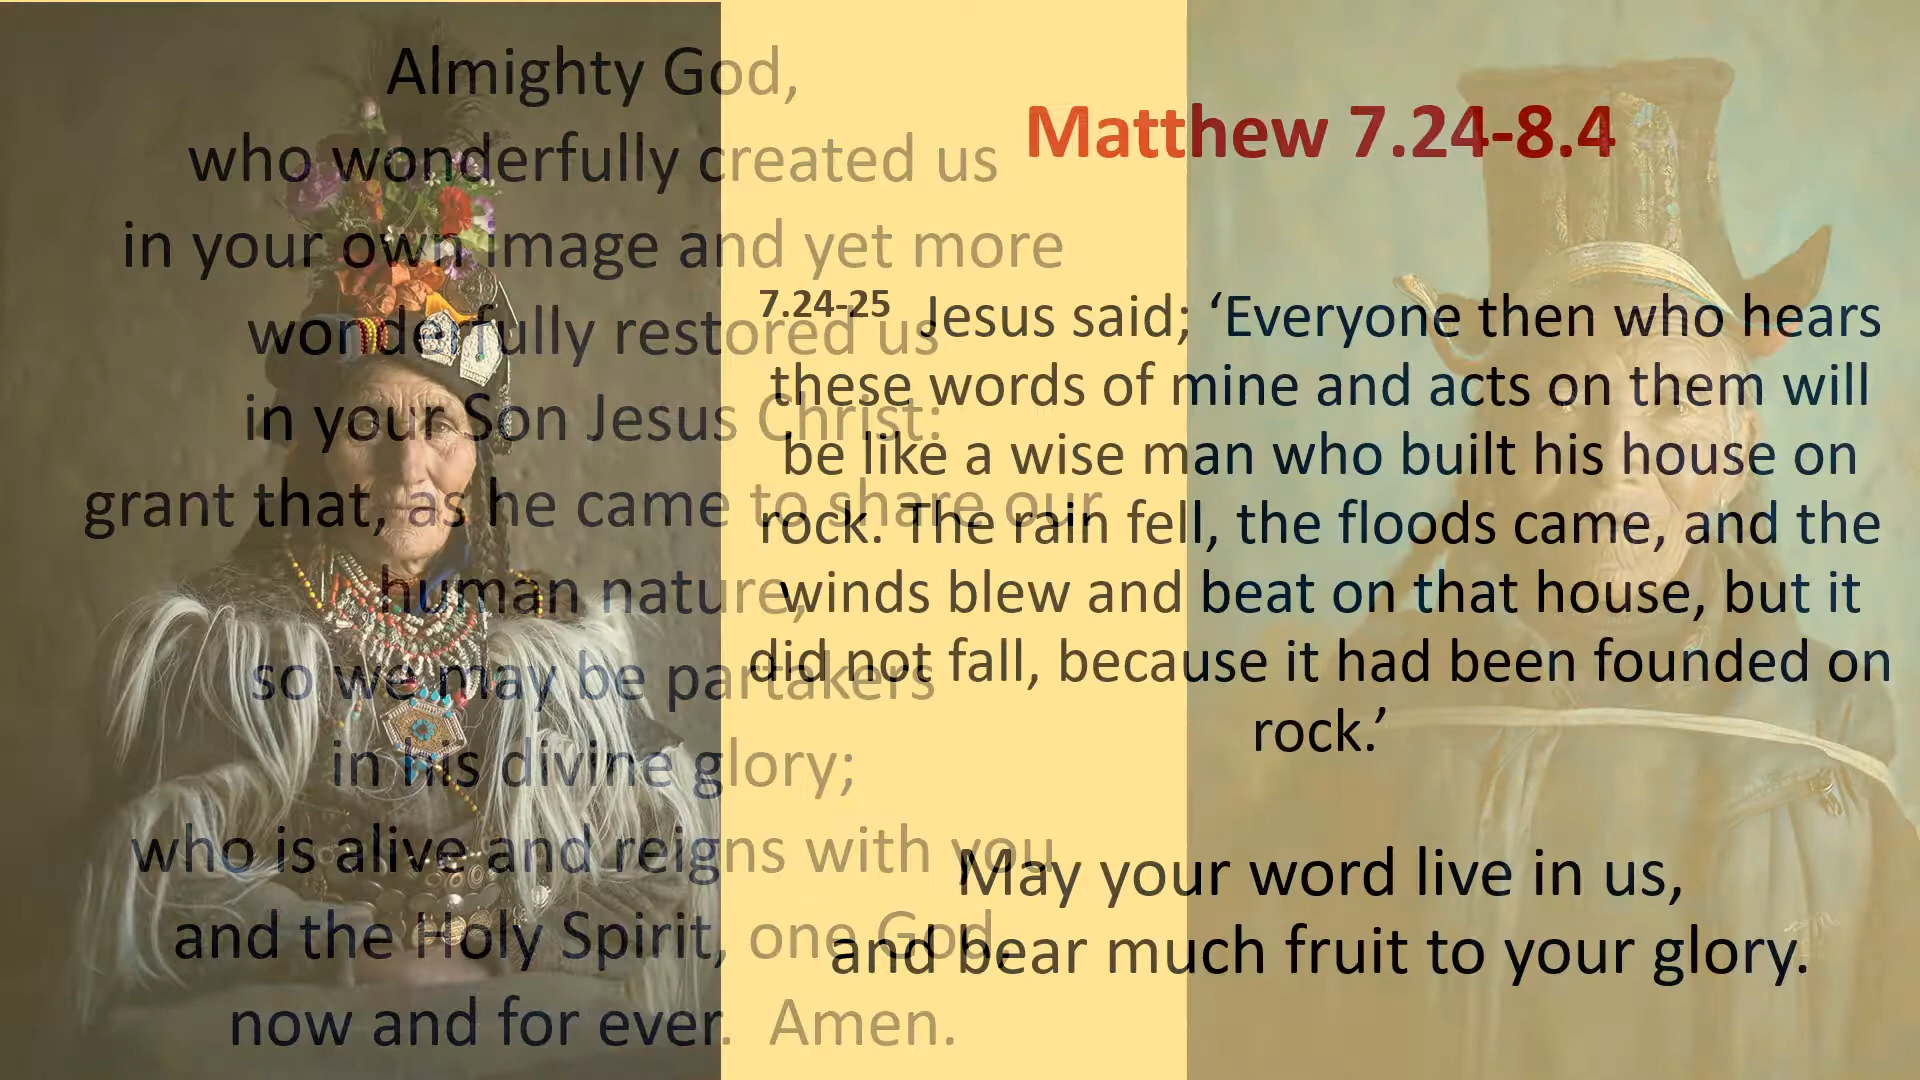 Almighty God,
who wonderfully created us
in your own image and yet more
wonderfully restored us
in your Son Jesus Christ:
grant that, as he came to share our
human nature,
so we may be partakers
in his divine glory;
who is alive and reigns with you
and the Holy Spirit, one God,
now and for ever.  Amen.
Matthew 7.24-8.4
7.24-25 Jesus said; ‘Everyone then who hears
these words of mine and acts on them will
be like a wise man who built his house on
rock. The rain fell, the floods came, and the
winds blew and beat on that house, but it
did not fall, because it had been founded on
rock.’
May your word live in us,
and bear much fruit to your glory.